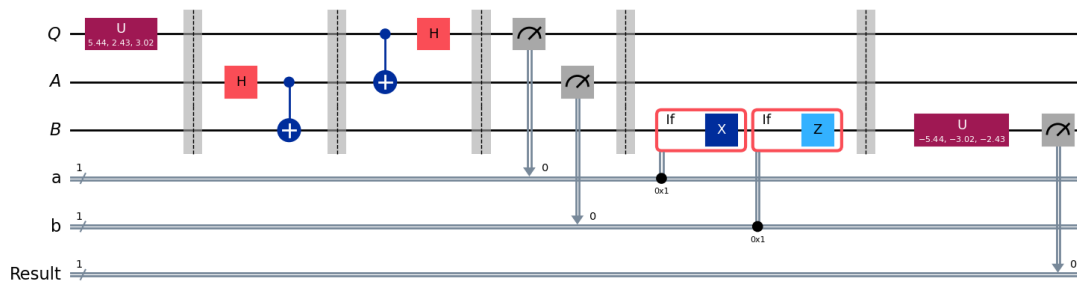 Q U 5.44, 2.43, 3.02 H
A H
B If X If Z U −5.44, −3.02, −2.43
a 1 0 0x1
b 1 0 0x1
Result 1 0